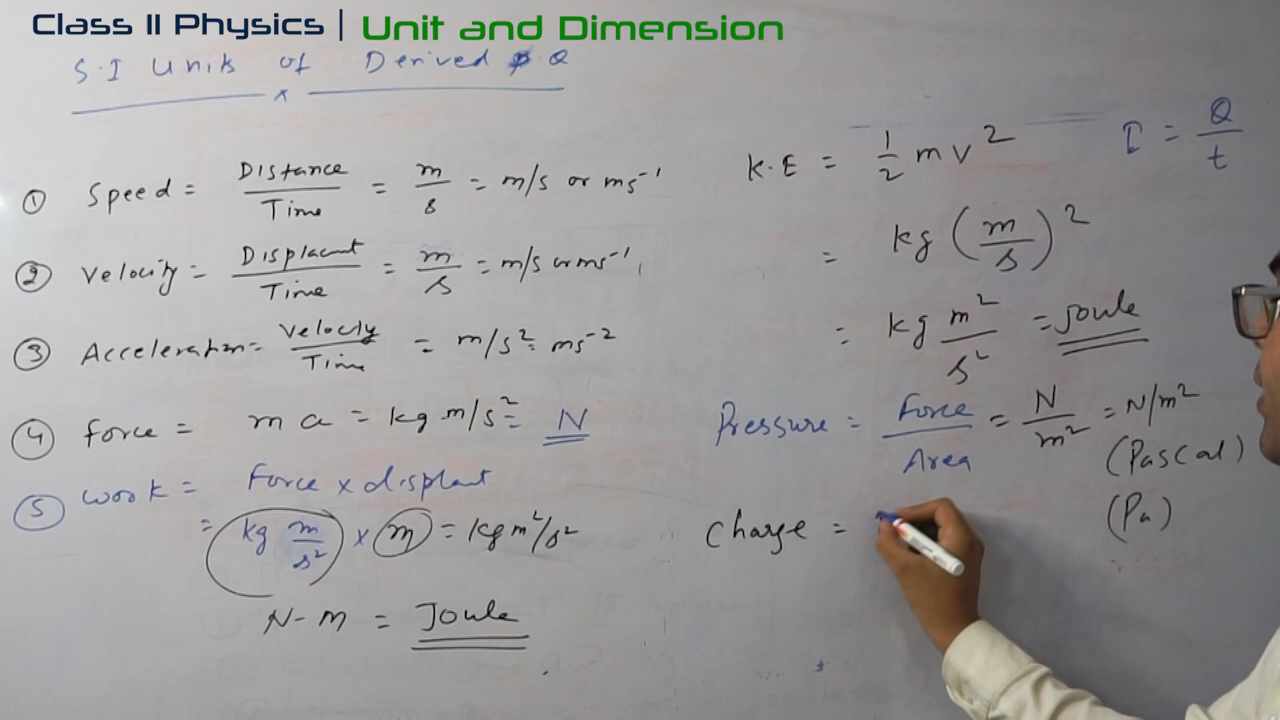 Class 11 Physics | Unit and Dimension
S.I Units of Derived Q
① Speed = Distance/Time = m/s = m/s or ms⁻¹
② Velocity = Displacmt/Time = m/s = m/s or ms⁻¹
③ Acceleration = Velocity/Time = m/s² = ms⁻²
④ Force = ma = kg m/s² = N
⑤ Work = Force × displant
= kg m/s² × m = kg m²/s²
N-m = Joule
K.E = 1/2 mv²
= kg (m/s)²
= kg m²/s² = Joule
Pressure = Force/Area = N/m² = N/m²
(Pascal)
(Pa)
Charge =
I = Q/t